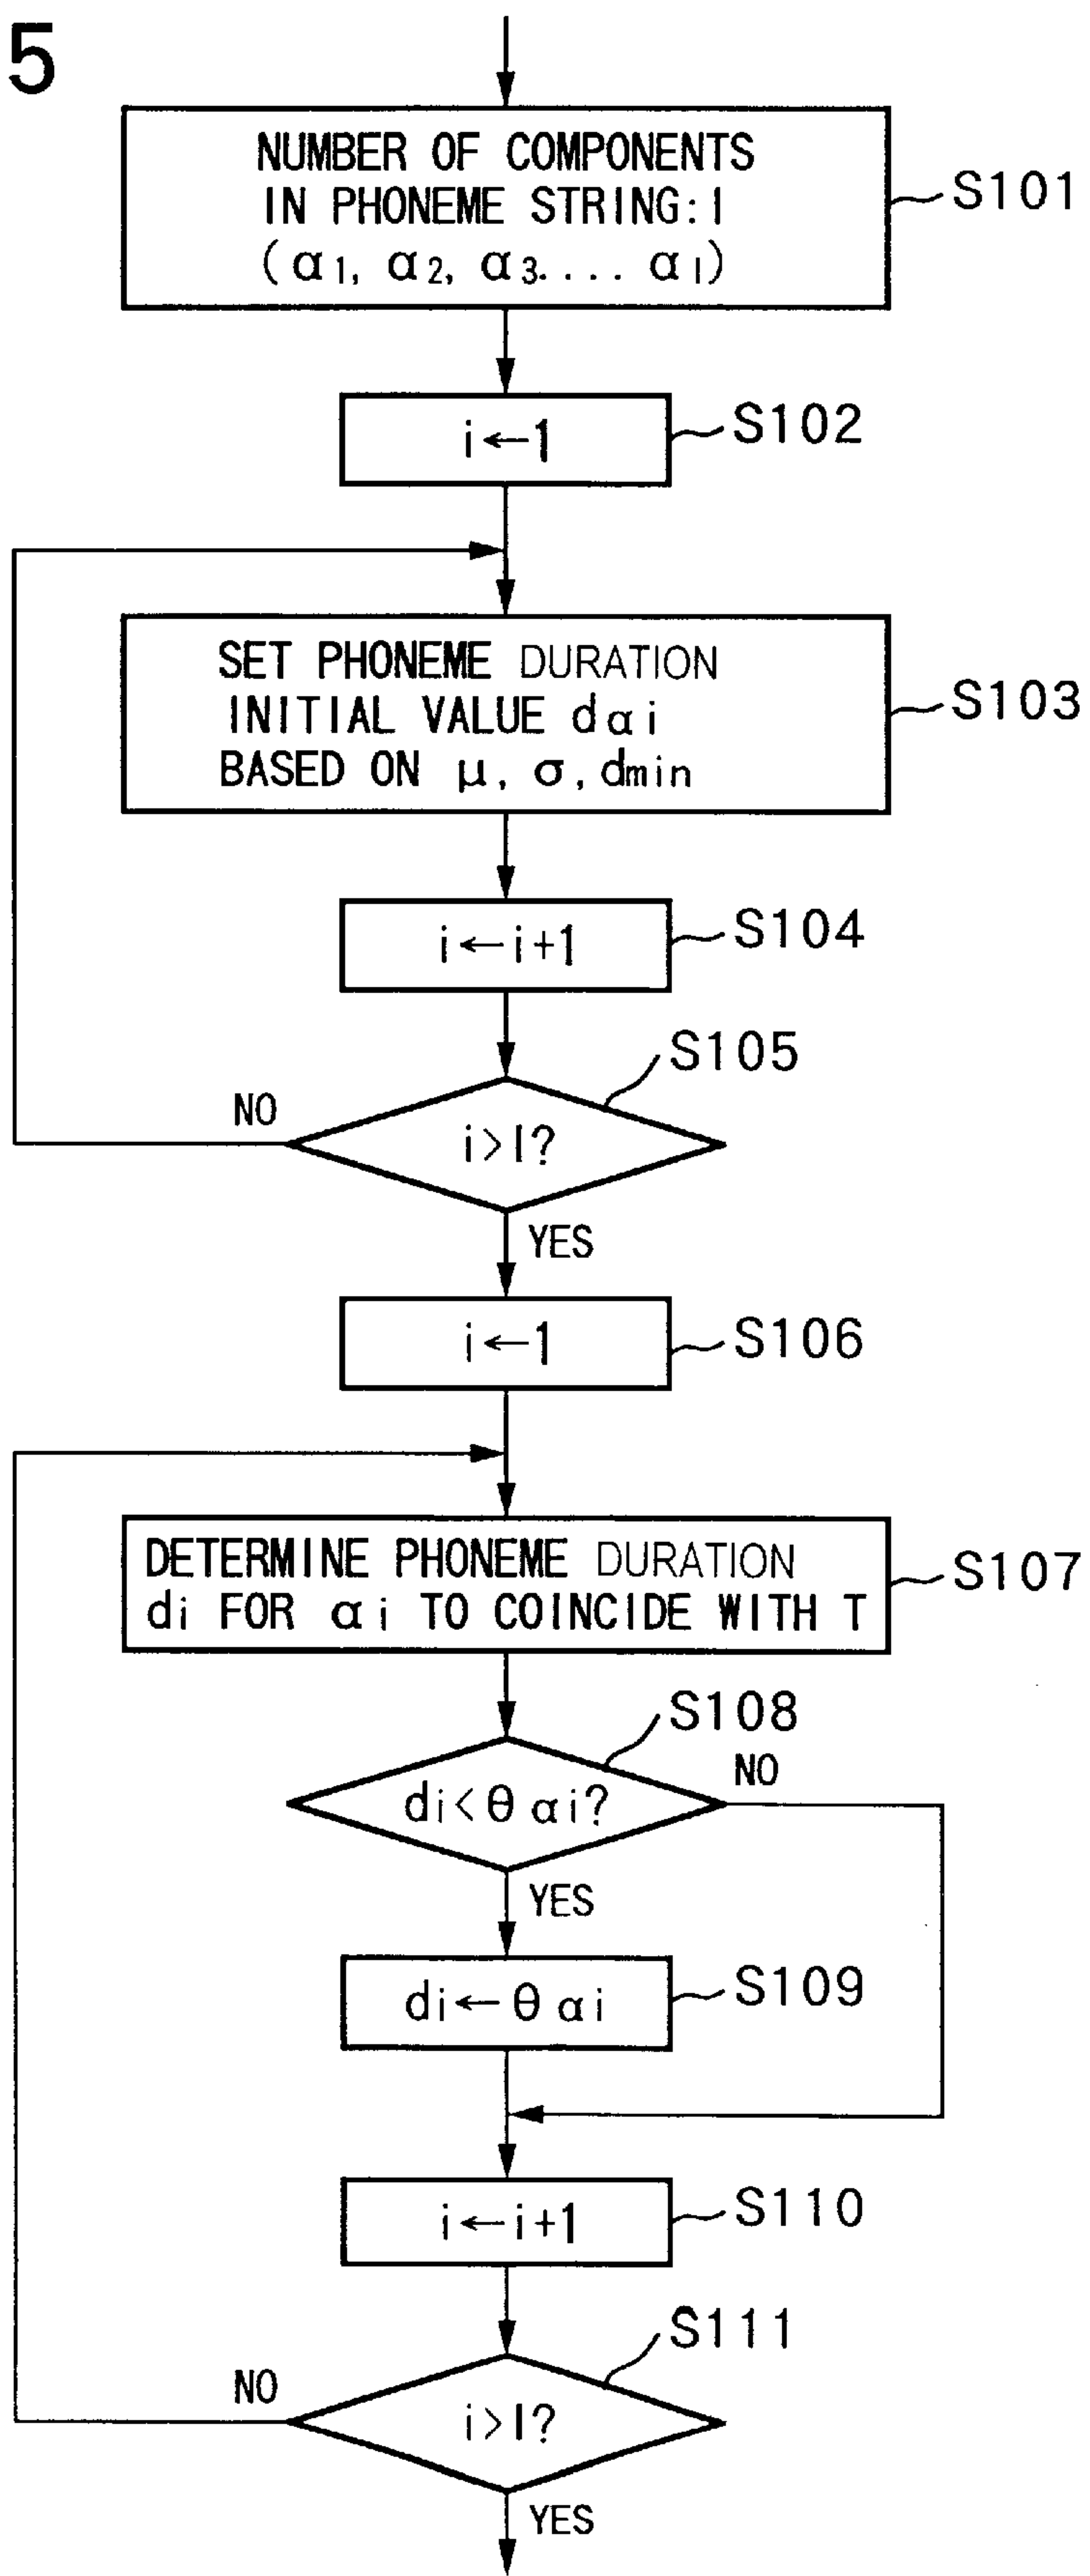 5
NUMBER OF COMPONENTS
IN PHONEME STRING: I
(α1, α2, α3.... αI)
S101
i←1
S102
SET PHONEME DURATION
INITIAL VALUE dαi
BASED ON μ, σ, dmin
S103
i←i+1
S104
S105
i>I?
NO
YES
i←1
S106
DETERMINE PHONEME DURATION
di FOR αi TO COINCIDE WITH T
S107
S108
di<θαi?
NO
YES
di←θαi
S109
i←i+1
S110
S111
i>I?
NO
YES